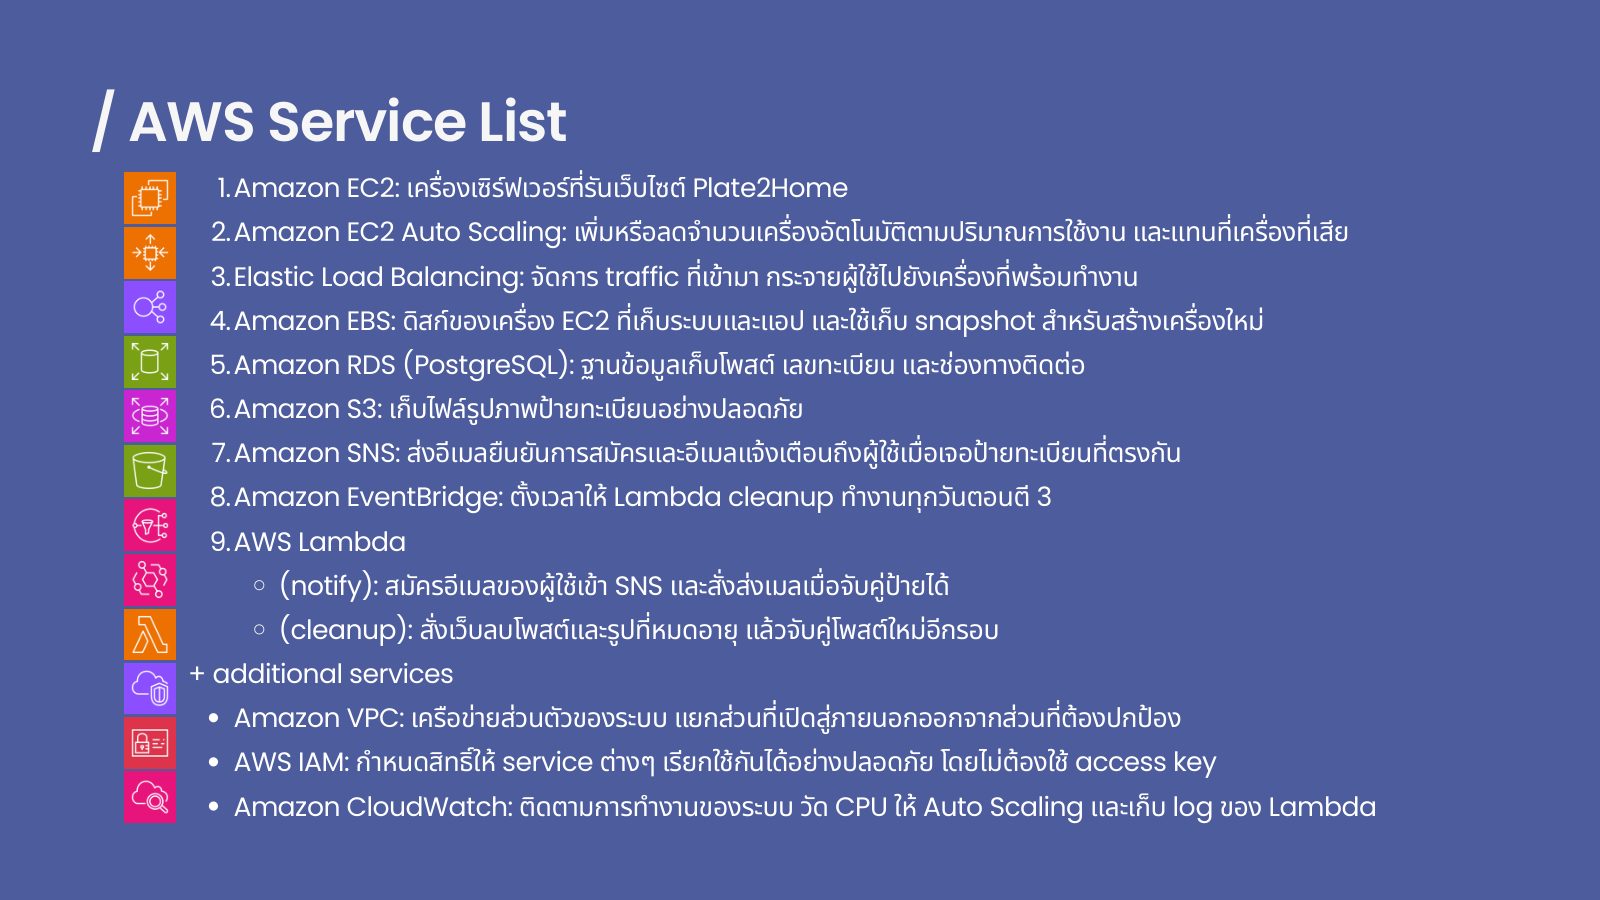 / AWS Service List
1. Amazon EC2: เครื่องเซิร์ฟเวอร์ที่รันเว็บไซต์ Plate2Home
2. Amazon EC2 Auto Scaling: เพิ่มหรือลดจำนวนเครื่องอัตโนมัติตามปริมาณการใช้งาน และแทนที่เครื่องที่เสีย
3. Elastic Load Balancing: จัดการ traffic ที่เข้ามา กระจายผู้ใช้ไปยังเครื่องที่พร้อมทำงาน
4. Amazon EBS: ดิสก์ของเครื่อง EC2 ที่เก็บระบบและแอป และใช้เก็บ snapshot สำหรับสร้างเครื่องใหม่
5. Amazon RDS (PostgreSQL): ฐานข้อมูลเก็บโพสต์ เลขทะเบียน และช่องทางติดต่อ
6. Amazon S3: เก็บไฟล์รูปภาพป้ายทะเบียนอย่างปลอดภัย
7. Amazon SNS: ส่งอีเมลยืนยันการสมัครและอีเมลแจ้งเตือนถึงผู้ใช้เมื่อเจอป้ายทะเบียนที่ตรงกัน
8. Amazon EventBridge: ตั้งเวลาให้ Lambda cleanup ทำงานทุกวันตอนตี 3
9. AWS Lambda
○ (notify): สมัครอีเมลของผู้ใช้เข้า SNS และสั่งส่งเมลเมื่อจับคู่ป้ายได้
○ (cleanup): สั่งเว็บลบโพสต์และรูปที่หมดอายุ แล้วจับคู่โพสต์ใหม่อีกรอบ
+ additional services
• Amazon VPC: เครือข่ายส่วนตัวของระบบ แยกส่วนที่เปิดสู่ภายนอกออกจากส่วนที่ต้องปกป้อง
• AWS IAM: กำหนดสิทธิ์ให้ service ต่างๆ เรียกใช้กันได้อย่างปลอดภัย โดยไม่ต้องใช้ access key
• Amazon CloudWatch: ติดตามการทำงานของระบบ วัด CPU ให้ Auto Scaling และเก็บ log ของ Lambda